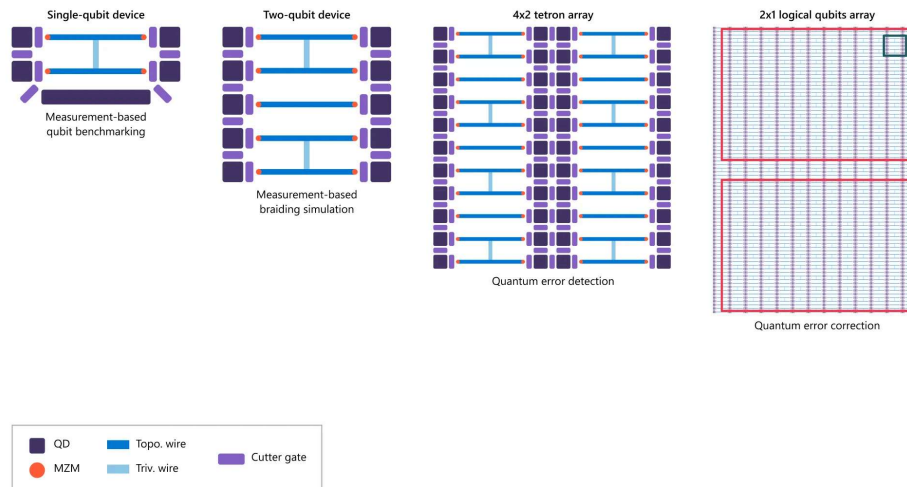 Single-qubit device
Two-qubit device
4x2 tetron array
2x1 logical qubits array
Measurement-based
qubit benchmarking
Measurement-based
braiding simulation
Quantum error detection
Quantum error correction
QD
Topo. wire
Cutter gate
MZM
Triv. wire